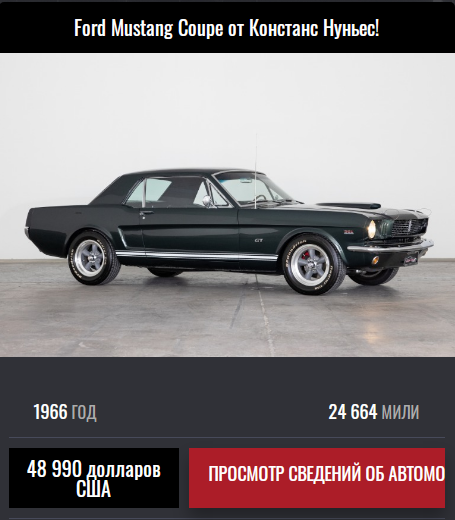 Ford Mustang Coupe от Констанс Нуньес!
GT
1966 ГОД
24 664 МИЛИ
48 990 долларов
США
ПРОСМОТР СВЕДЕНИЙ ОБ АВТОМО